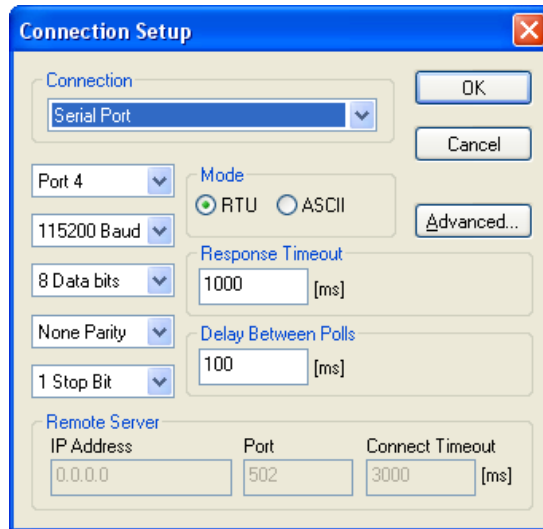 Connection Setup
Connection
Serial Port
OK
Cancel
Port 4
Mode
RTU ASCII
Advanced...
115200 Baud
Response Timeout
1000 [ms]
8 Data bits
None Parity
Delay Between Polls
100 [ms]
1 Stop Bit
Remote Server
IP Address Port Connect Timeout
0.0.0.0 502 3000 [ms]